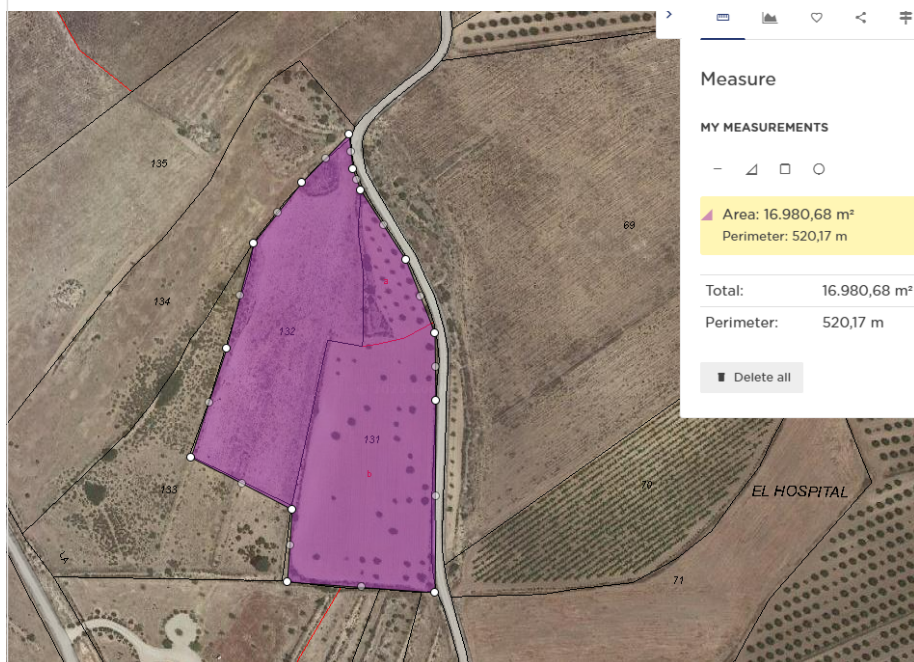 Measure
MY MEASUREMENTS
Area: 16.980,68 m²
Perimeter: 520,17 m
Total: 16.980,68 m²
Perimeter: 520,17 m
Delete all
135
69
134
a
132
131
b
133
70
EL HOSPITAL
71